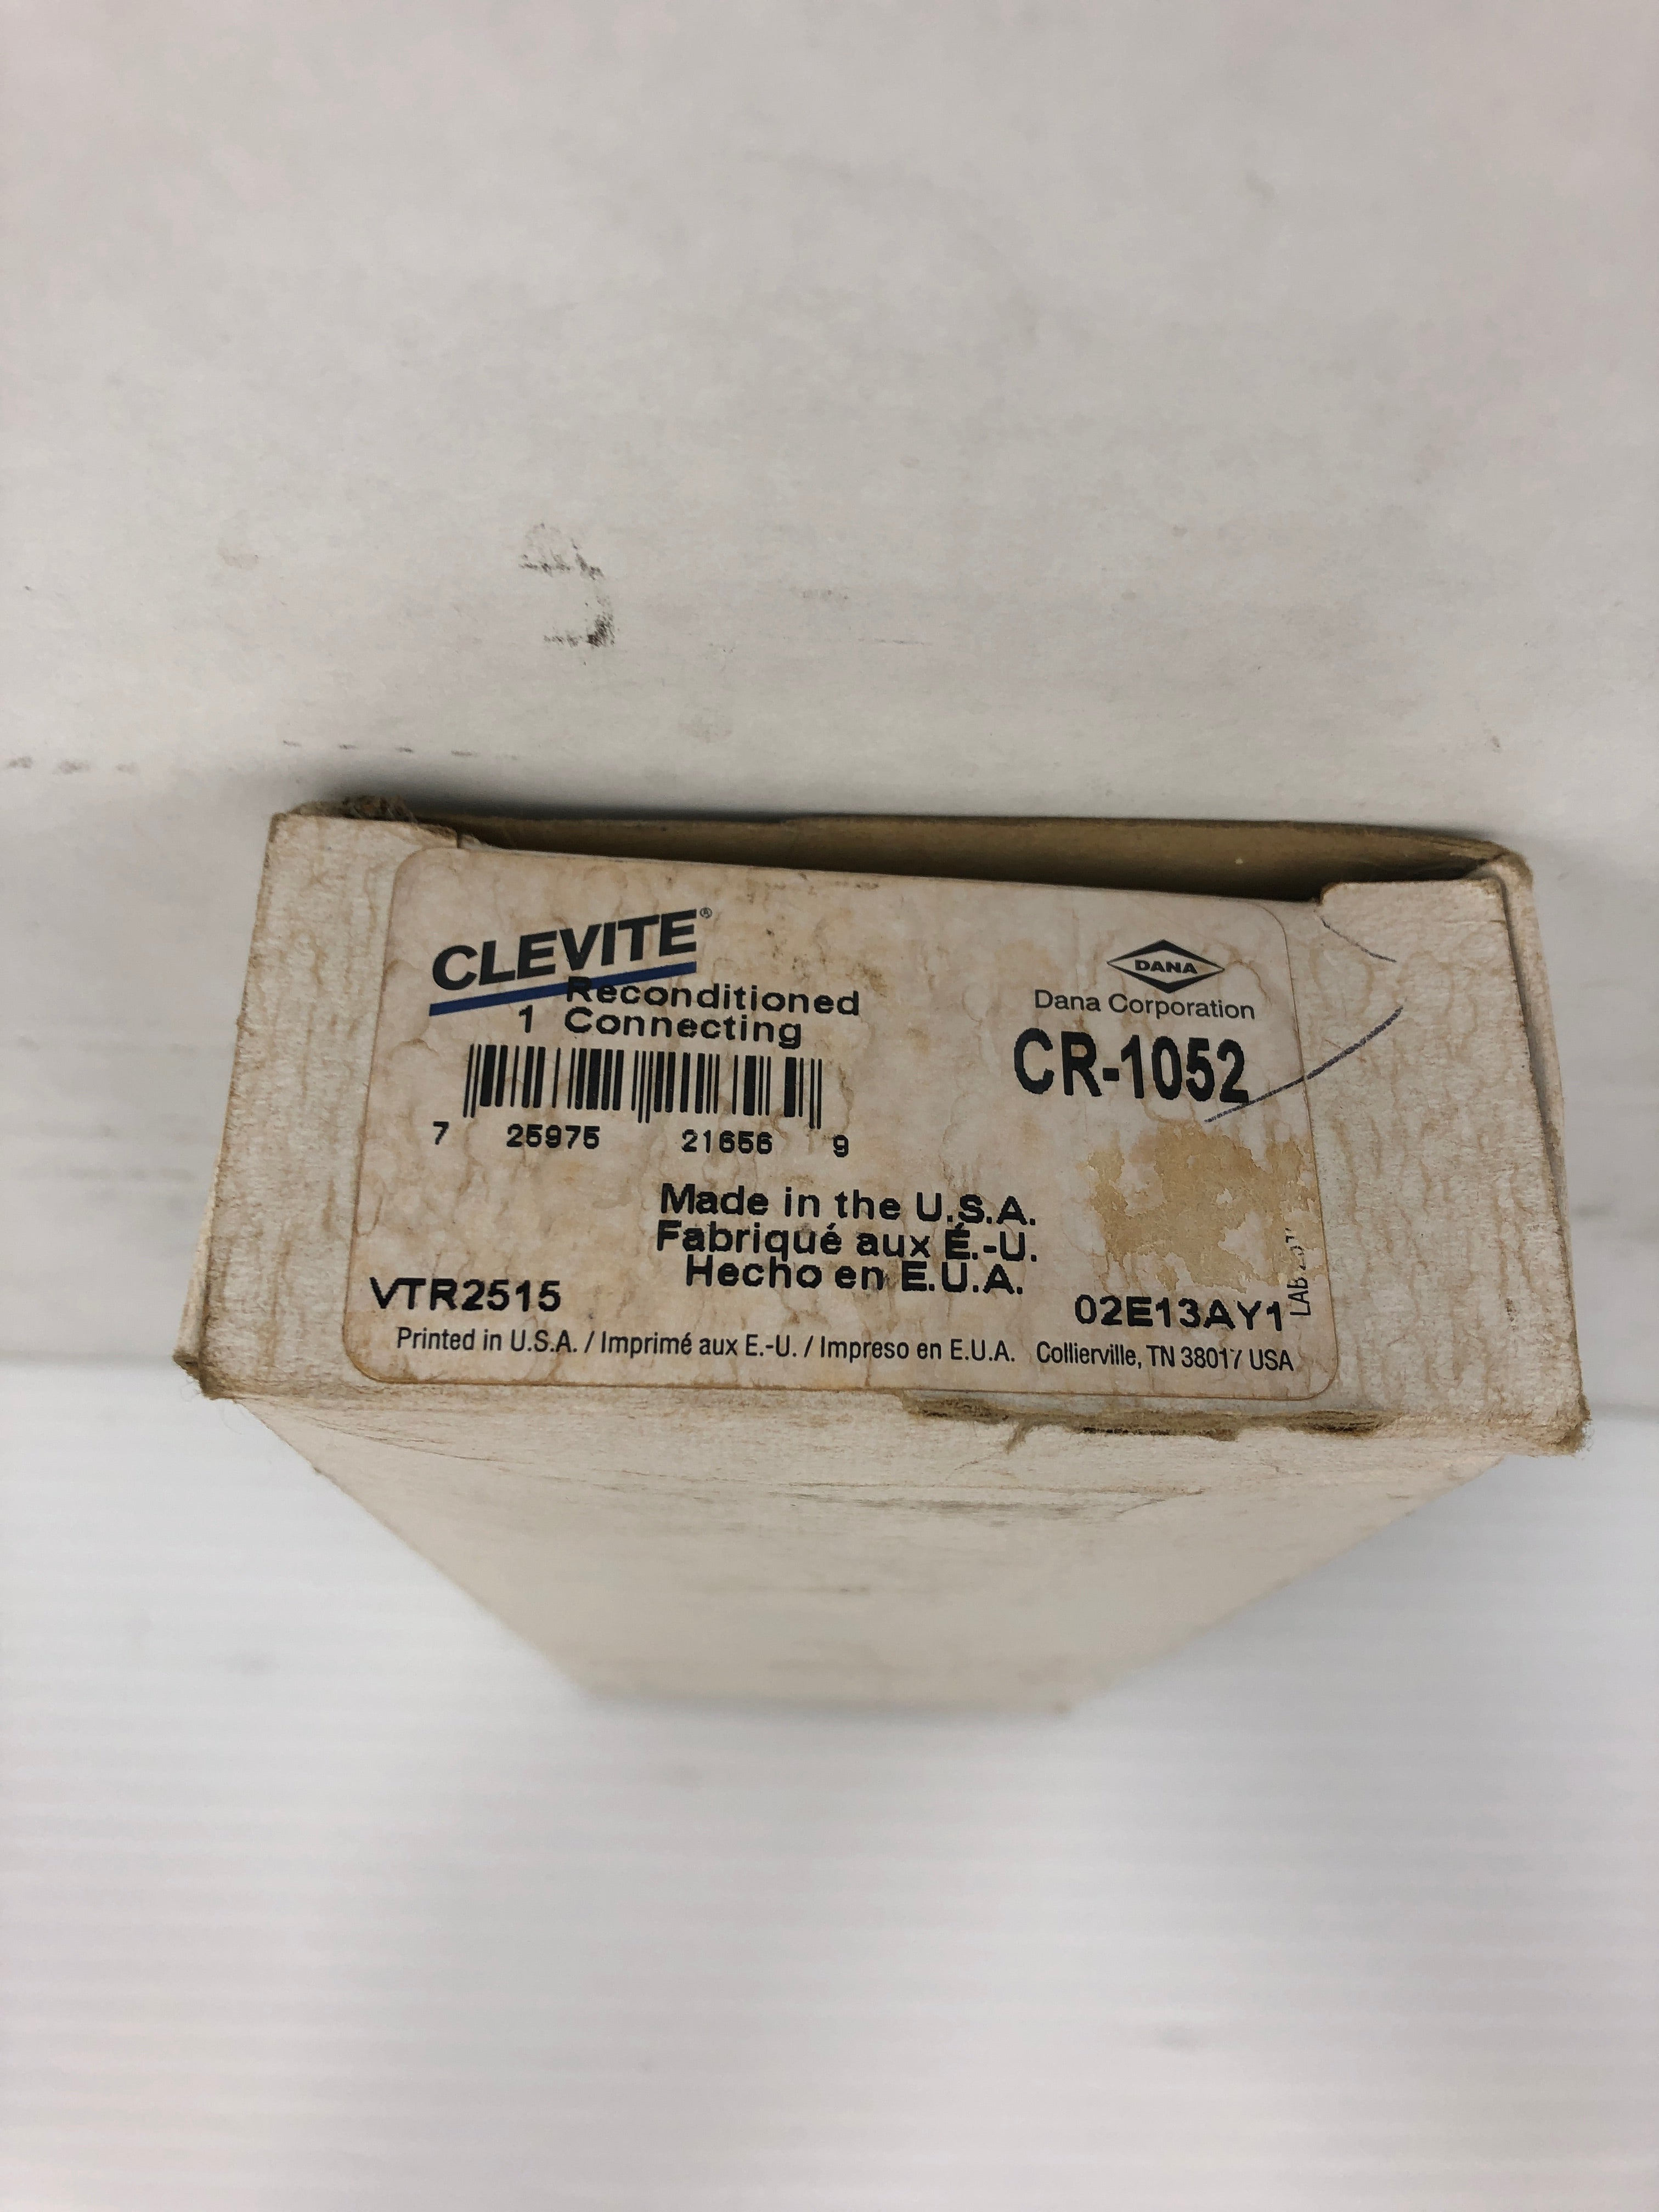 CLEVITE®
Reconditioned
1 Connecting
7 25975 21656 9
DANA
Dana Corporation
CR-1052
Made in the U.S.A.
Fabriqué aux É.-U.
Hecho en E.U.A.
VTR2515
02E13AY1
LAB
Printed in U.S.A. / Imprimé aux E.-U. / Impreso en E.U.A. Collierville, TN 38017 USA